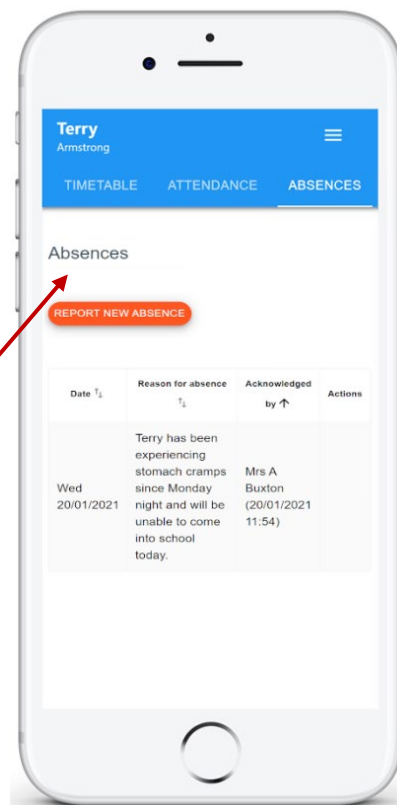 Terry
Armstrong
TIMETABLE ATTENDANCE ABSENCES
Absences
REPORT NEW ABSENCE
Date ↑↓ Reason for absence ↑↓ Acknowledged by ↑ Actions
Wed
20/01/2021
Terry has been
experiencing
stomach cramps
since Monday
night and will be
unable to come
into school
today.
Mrs A
Buxton
(20/01/2021
11:54)